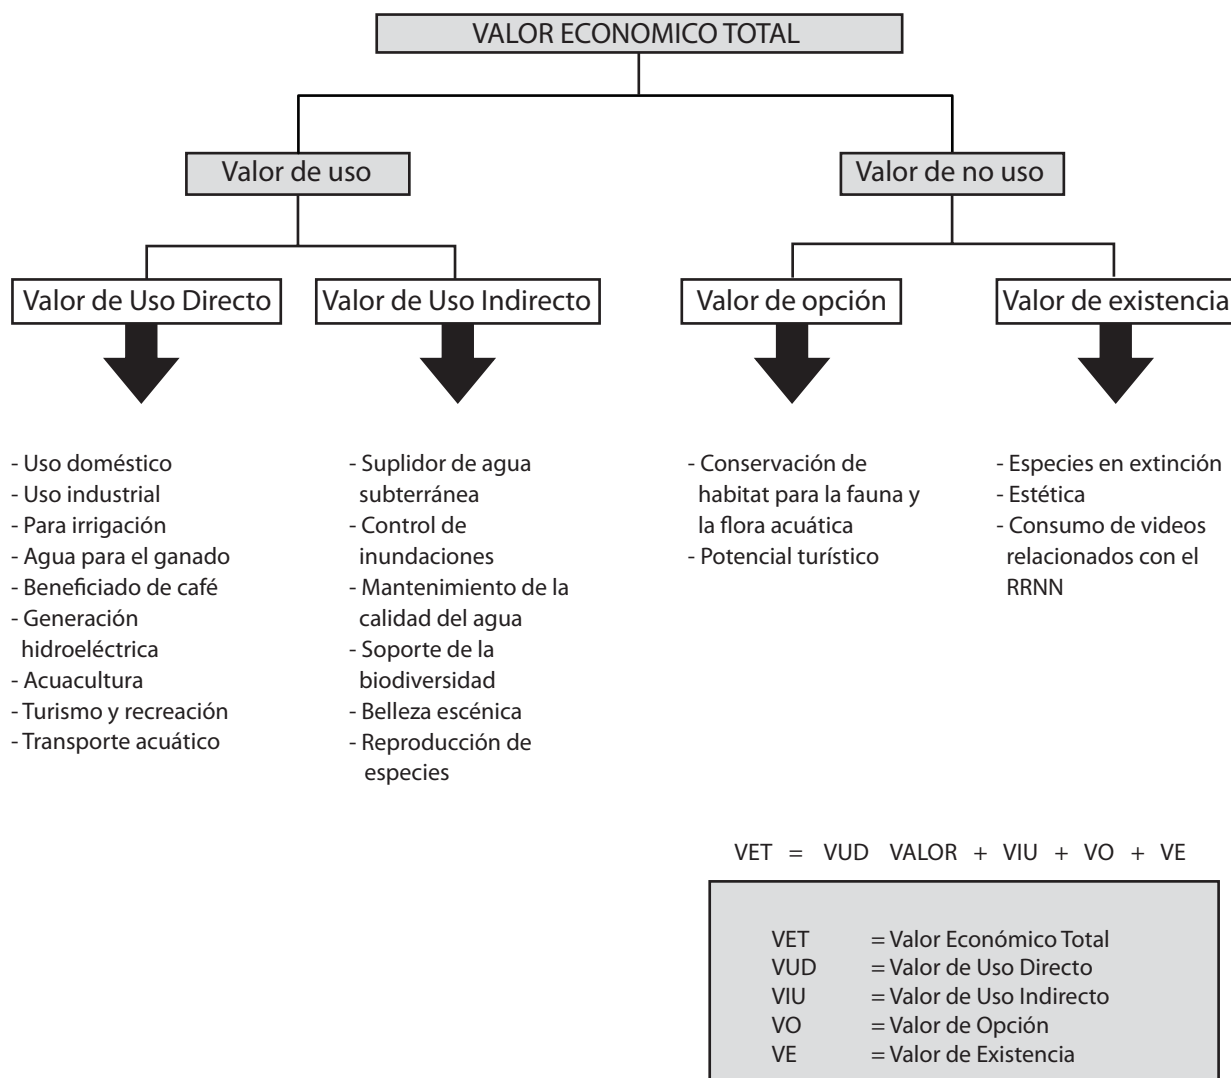 VALOR ECONOMICO TOTAL
Valor de uso
Valor de no uso
Valor de Uso Directo
Valor de Uso Indirecto
Valor de opción
Valor de existencia
- Uso doméstico
- Uso industrial
- Para irrigación
- Agua para el ganado
- Beneficiado de café
- Generación
hidroeléctrica
- Acuacultura
- Turismo y recreación
- Transporte acuático
- Suplidor de agua
subterránea
- Control de
inundaciones
- Mantenimiento de la
calidad del agua
- Soporte de la
biodiversidad
- Belleza escénica
- Reproducción de
especies
- Conservación de
habitat para la fauna y
la flora acuática
- Potencial turístico
- Especies en extinción
- Estética
- Consumo de videos
relacionados con el
RRNN
VET = VUD VALOR + VIU + VO + VE
VET = Valor Económico Total
VUD = Valor de Uso Directo
VIU = Valor de Uso Indirecto
VO = Valor de Opción
VE = Valor de Existencia